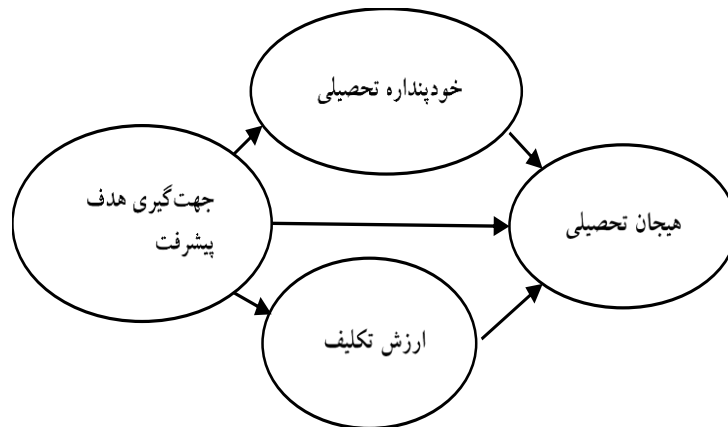 خودپنداره تحصیلی
جهت‌گیری هدف
پیشرفت
هیجان تحصیلی
ارزش تکلیف